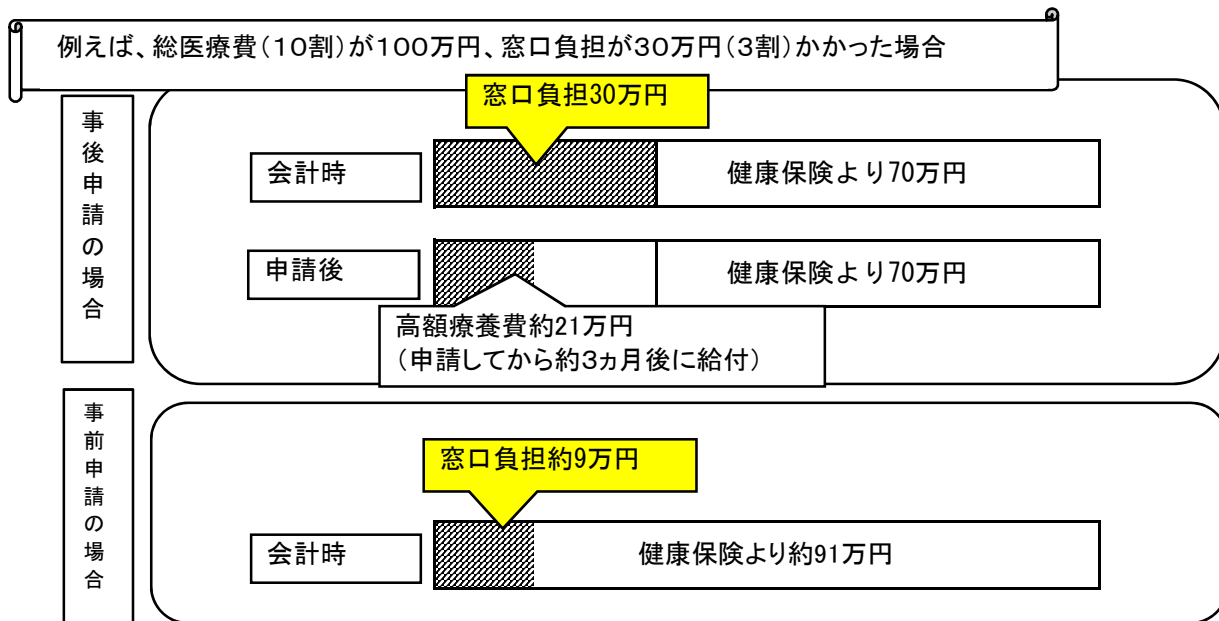 例えば、総医療費（１０割）が１００万円、窓口負担が３０万円（３割）かかった場合
事後申請の場合
窓口負担30万円
会計時
健康保険より70万円
申請後
健康保険より70万円
高額療養費約21万円
（申請してから約３ヵ月後に給付）
事前申請の場合
窓口負担約9万円
会計時
健康保険より約91万円